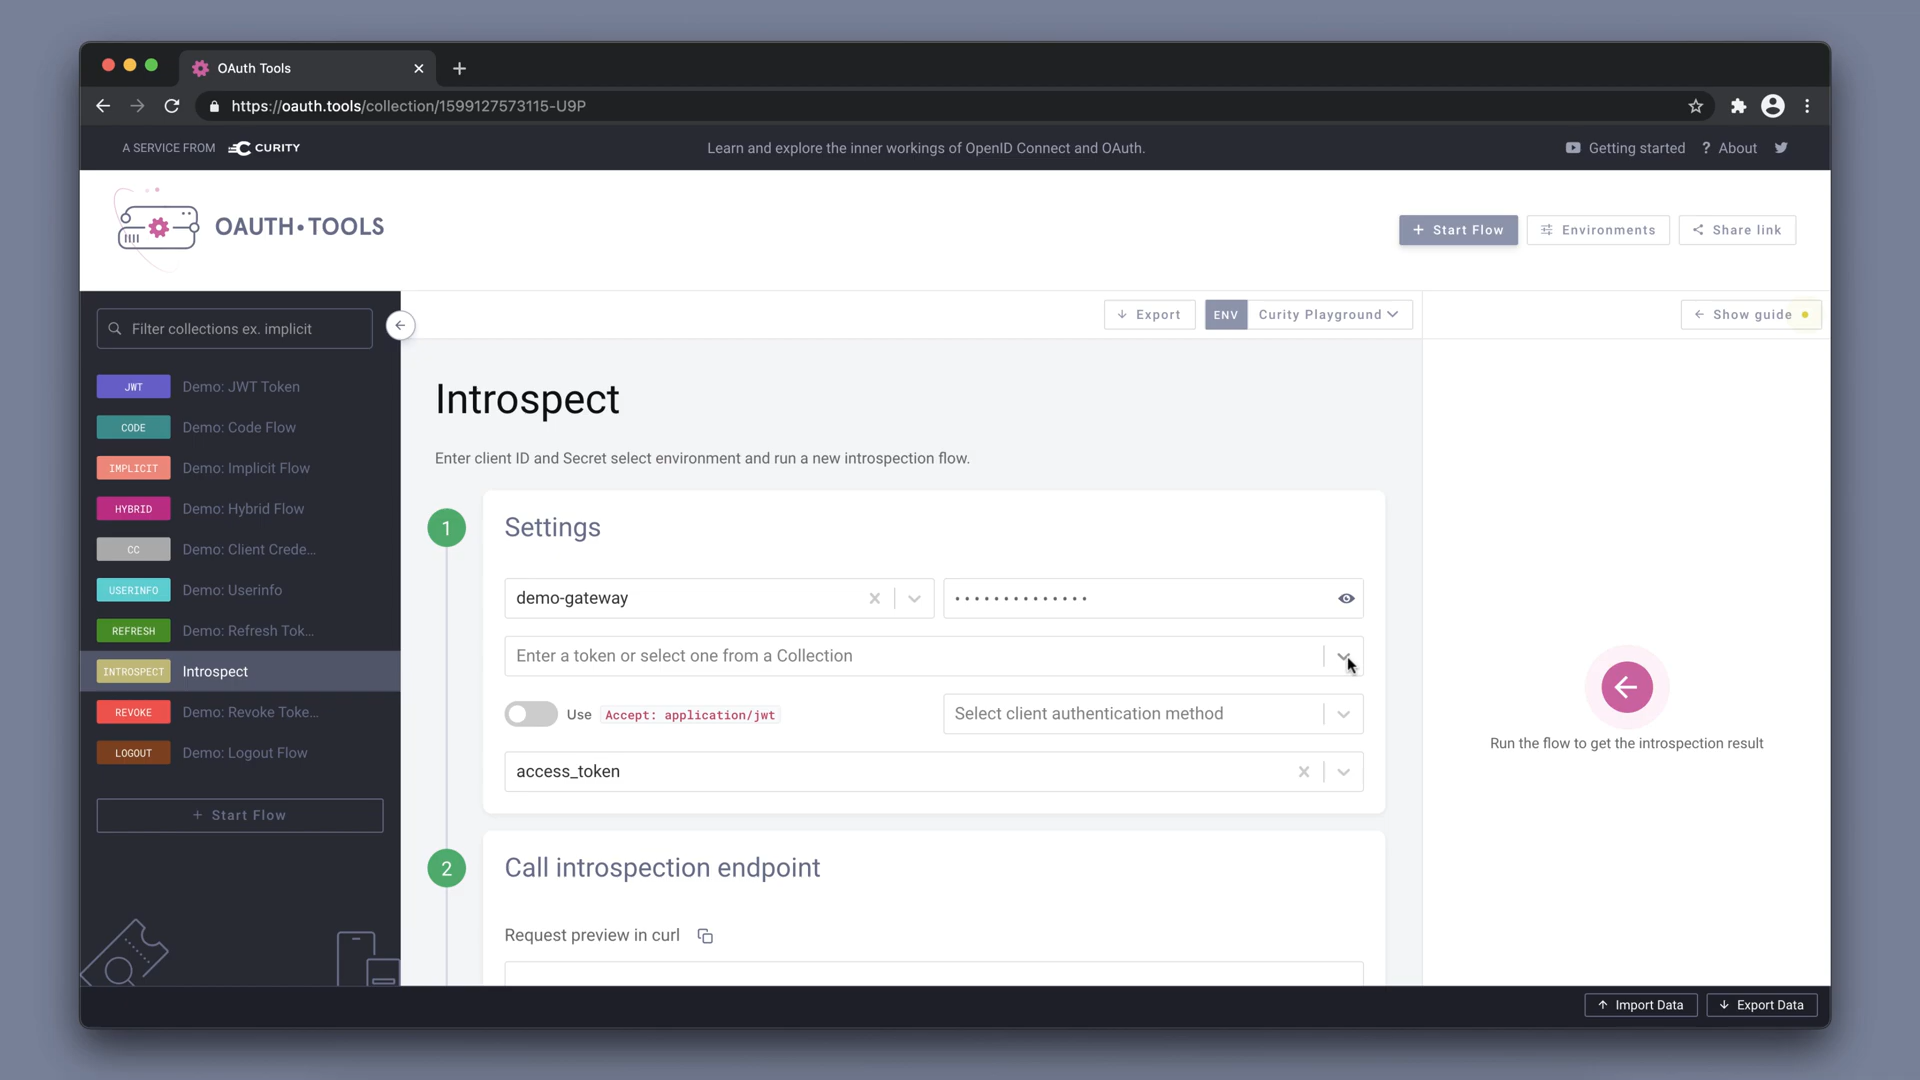 OAuth Tools
https://oauth.tools/collection/1599127573115-U9P
A SERVICE FROM CURITY
Learn and explore the inner workings of OpenID Connect and OAuth.
Getting started
? About
OAUTH•TOOLS
+ Start Flow
Environments
Share link
Filter collections ex. implicit
Export
ENV Curity Playground
Show guide
JWT Demo: JWT Token
CODE Demo: Code Flow
IMPLICIT Demo: Implicit Flow
HYBRID Demo: Hybrid Flow
CC Demo: Client Crede...
USERINFO Demo: Userinfo
REFRESH Demo: Refresh Tok...
INTROSPECT Introspect
REVOKE Demo: Revoke Toke...
LOGOUT Demo: Logout Flow
+ Start Flow
Introspect
Enter client ID and Secret select environment and run a new introspection flow.
1 Settings
demo-gateway
Enter a token or select one from a Collection
Use Accept: application/jwt
Select client authentication method
access_token
2 Call introspection endpoint
Request preview in curl
Run the flow to get the introspection result
Import Data
Export Data